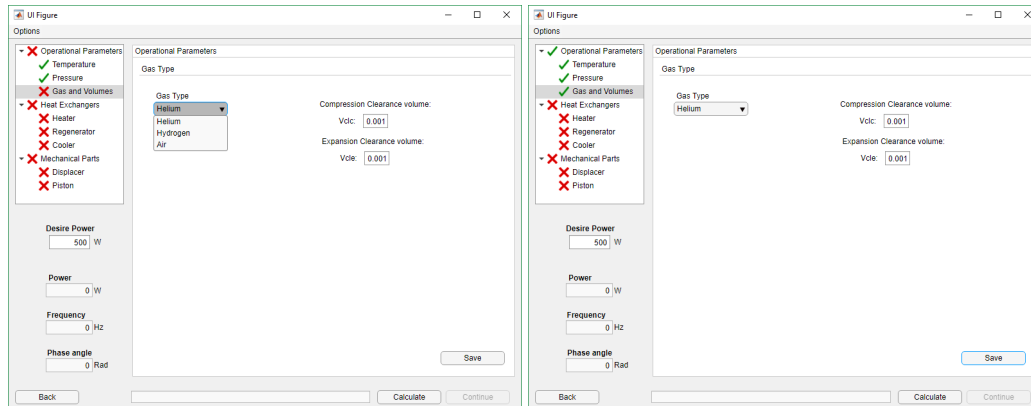 UI Figure
Options
Operational Parameters
Temperature
Pressure
Gas and Volumes
Heat Exchangers
Heater
Regenerator
Cooler
Mechanical Parts
Displacer
Piston
Desire Power
500 W
Power
0 W
Frequency
0 Hz
Phase angle
0 Rad
Operational Parameters
Gas Type
Gas Type
Helium
Helium
Hydrogen
Air
Compression Clearance volume:
Vclc: 0.001
Expansion Clearance volume:
Vcle: 0.001
Save
Back
Calculate
Continue
UI Figure
Options
Operational Parameters
Temperature
Pressure
Gas and Volumes
Heat Exchangers
Heater
Regenerator
Cooler
Mechanical Parts
Displacer
Piston
Desire Power
500 W
Power
0 W
Frequency
0 Hz
Phase angle
0 Rad
Operational Parameters
Gas Type
Gas Type
Helium
Compression Clearance volume:
Vclc: 0.001
Expansion Clearance volume:
Vcle: 0.001
Save
Back
Calculate
Continue